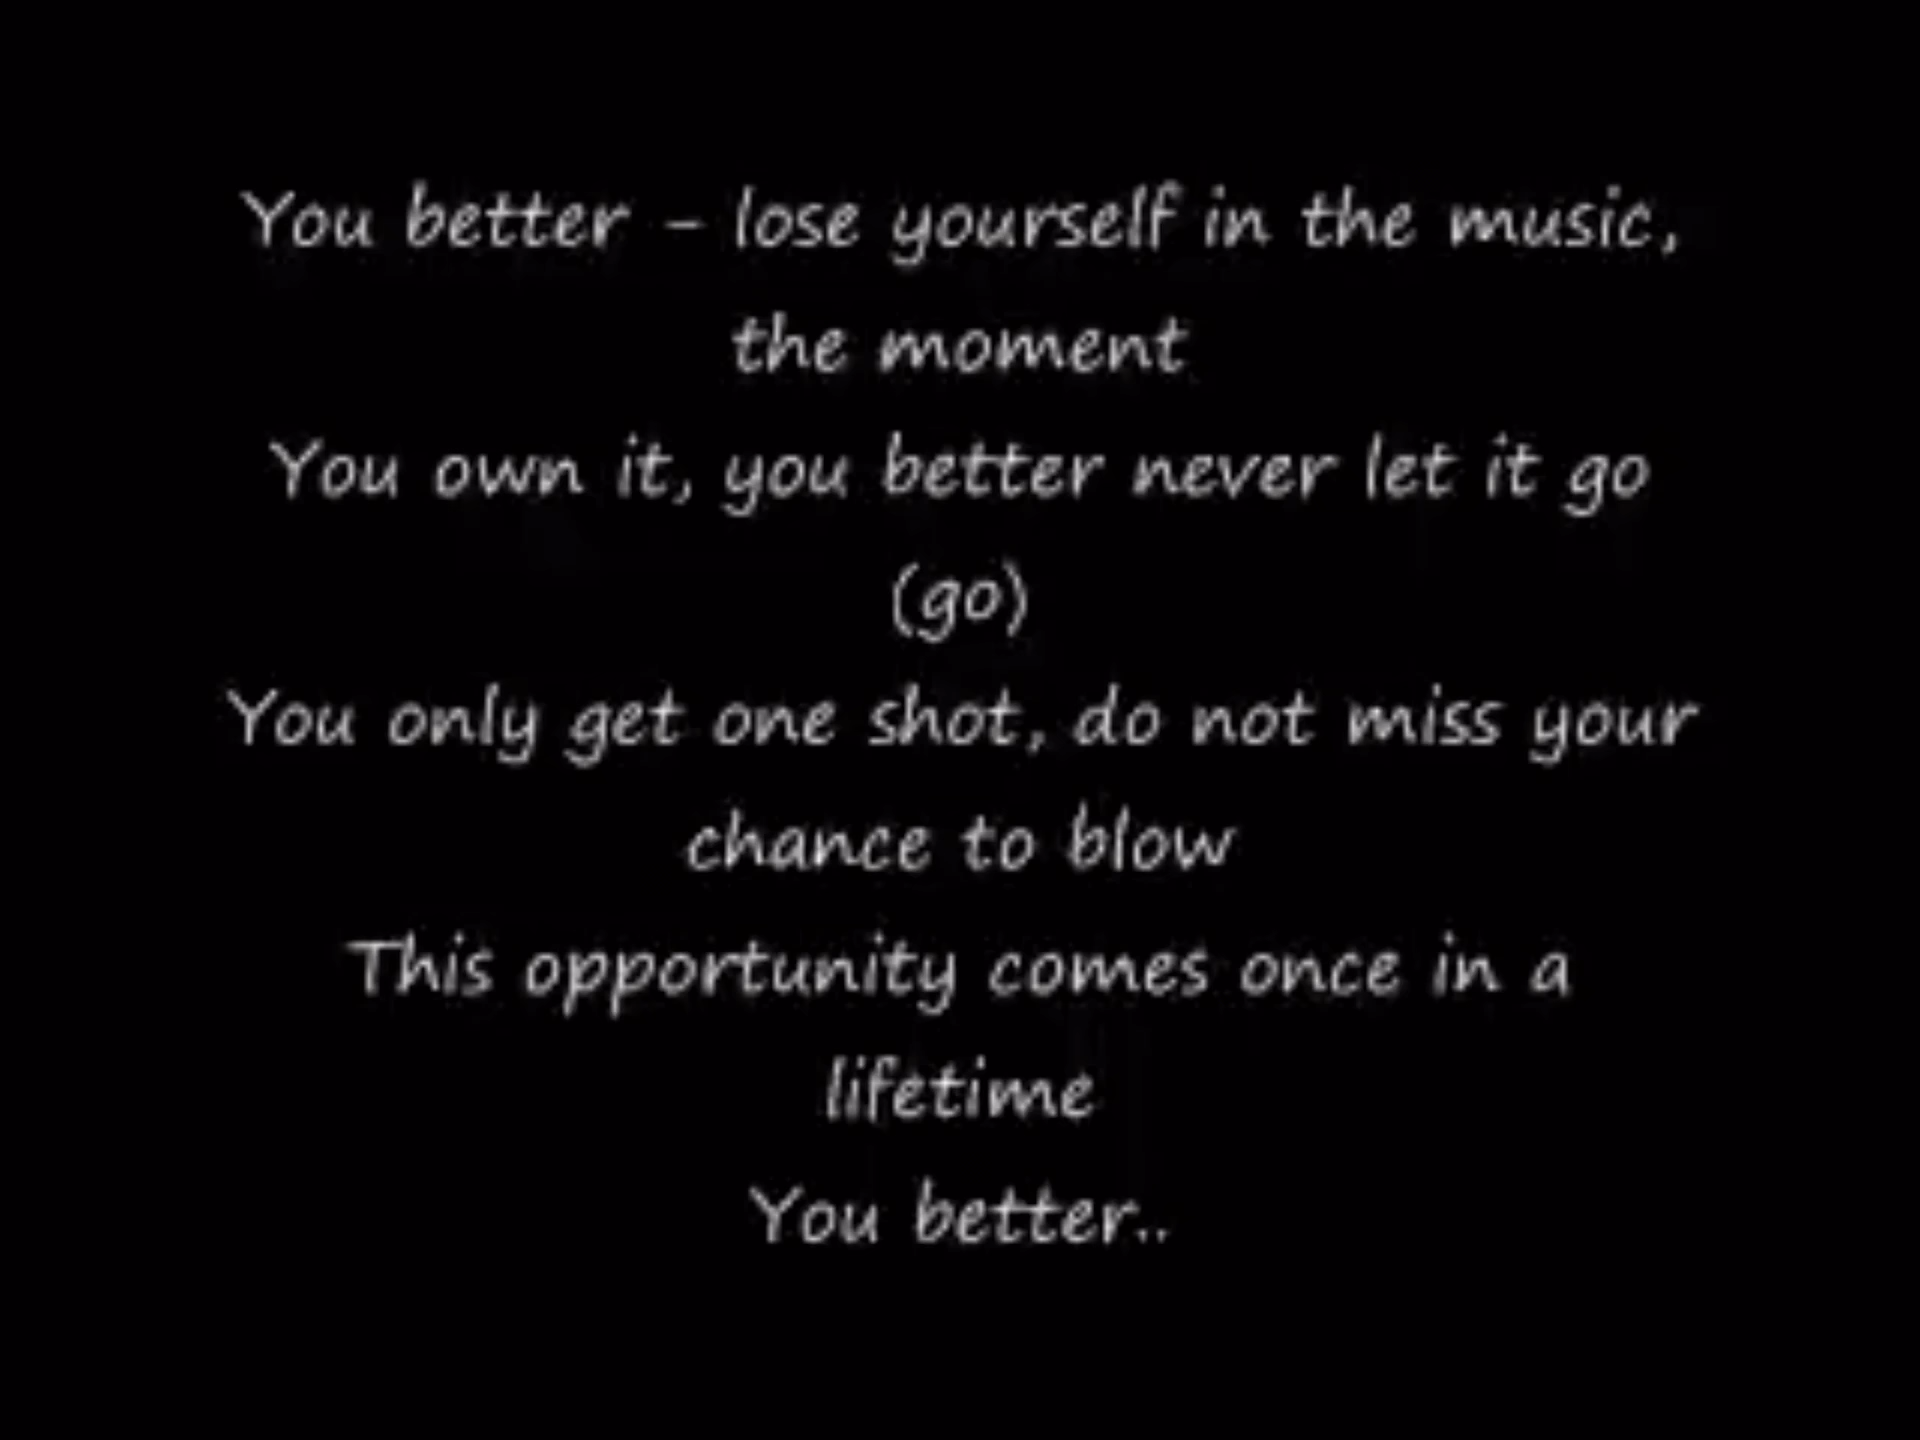 You better – lose yourself in the music,
the moment
You own it, you better never let it go
(go)
You only get one shot, do not miss your
chance to blow
This opportunity comes once in a
lifetime
You better..